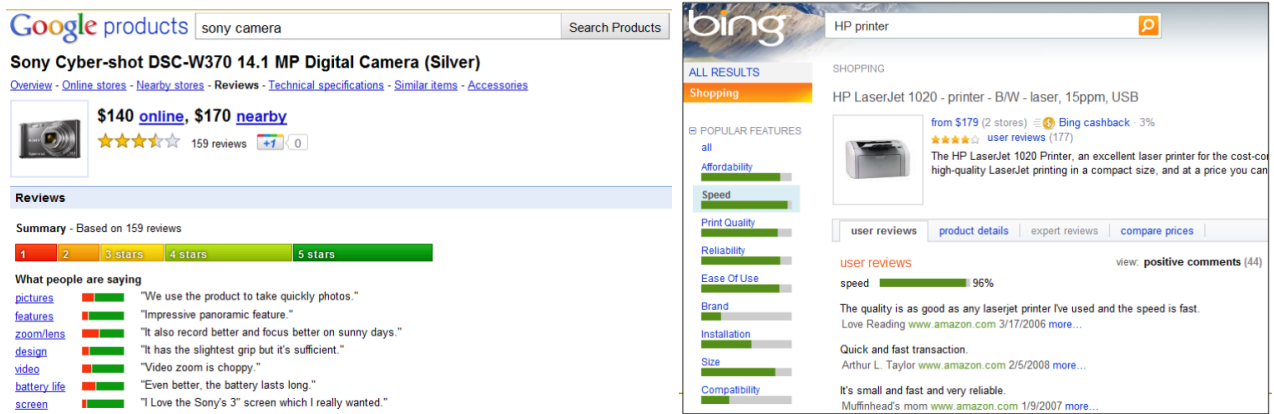 Google products sony camera Search Products
Sony Cyber-shot DSC-W370 14.1 MP Digital Camera (Silver)
Overview - Online stores - Nearby stores - Reviews - Technical specifications - Similar items - Accessories
$140 online, $170 nearby
159 reviews +1 0
Reviews
Summary - Based on 159 reviews
1 2 3 stars 4 stars 5 stars
What people are saying
pictures "We use the product to take quickly photos."
features "Impressive panoramic feature."
zoom/lens "It also record better and focus better on sunny days."
design "It has the slightest grip but it's sufficient."
video "Video zoom is choppy."
battery life "Even better, the battery lasts long."
screen "I Love the Sony's 3" screen which I really wanted."
bing HP printer
ALL RESULTS
Shopping
POPULAR FEATURES
all
Affordability
Speed
Print Quality
Reliability
Ease Of Use
Brand
Installation
Size
Compatibility
SHOPPING
HP LaserJet 1020 - printer - B/W - laser, 15ppm, USB
from $179 (2 stores) Bing cashback · 3%
user reviews (177)
The HP LaserJet 1020 Printer, an excellent laser printer for the cost-con
high-quality LaserJet printing in a compact size, and at a price you can
user reviews product details expert reviews compare prices
user reviews view: positive comments (44)
speed 96%
The quality is as good as any laserjet printer I've used and the speed is fast.
Love Reading www.amazon.com 3/17/2006 more...
Quick and fast transaction.
Arthur L. Taylor www.amazon.com 2/5/2008 more...
It's small and fast and very reliable.
Muffinhead's mom www.amazon.com 1/9/2007 more...